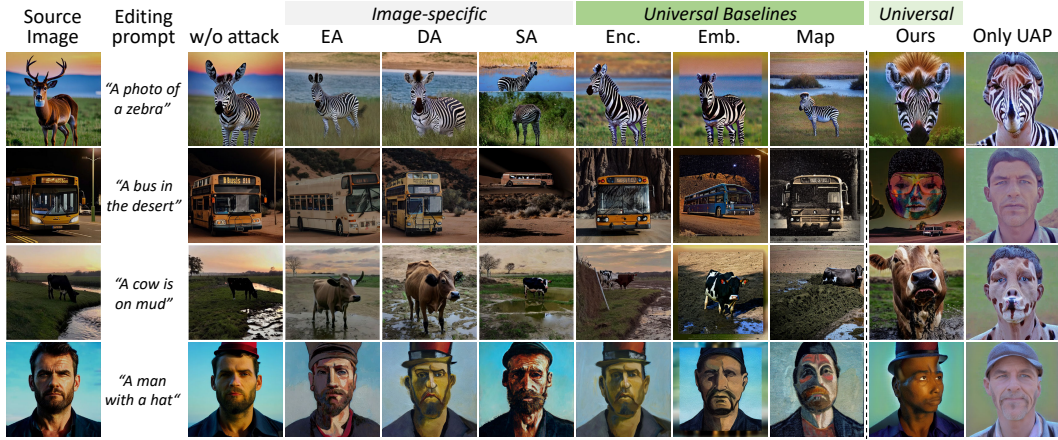 Source Image
Editing prompt
Image-specific
Universal Baselines
Universal
w/o attack
EA
DA
SA
Enc.
Emb.
Map
Ours
Only UAP
“A photo of
a zebra”
“A bus in
the desert”
“A cow is
on mud”
“A man
with a hat“